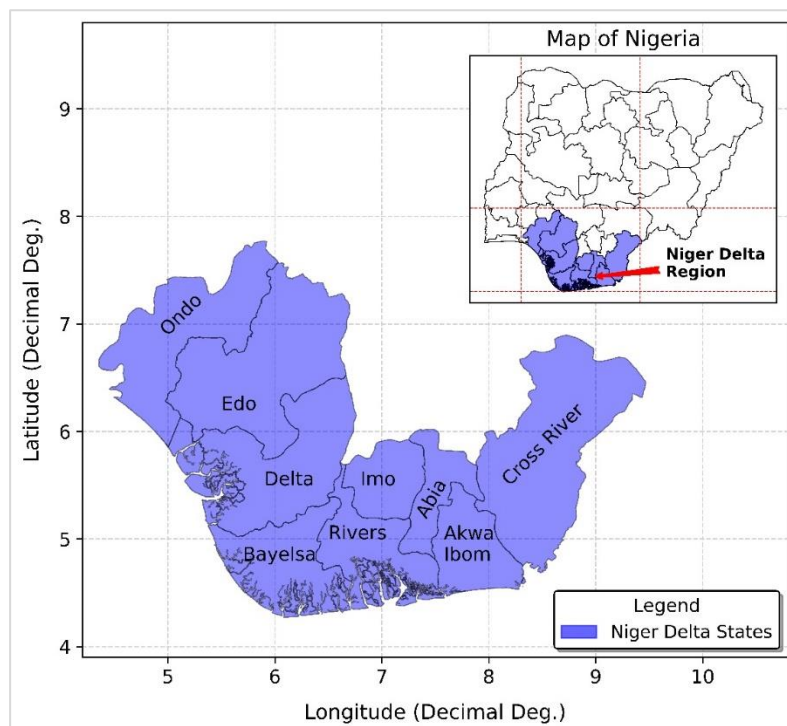 Map of Nigeria
Niger Delta
Region
9
8
7
6
5
4
Latitude (Decimal Deg.)
Ondo
Edo
Delta
Imo
Abia
Cross River
Rivers
Akwa
Ibom
Bayelsa
Legend
Niger Delta States
5 6 7 8 9 10
Longitude (Decimal Deg.)